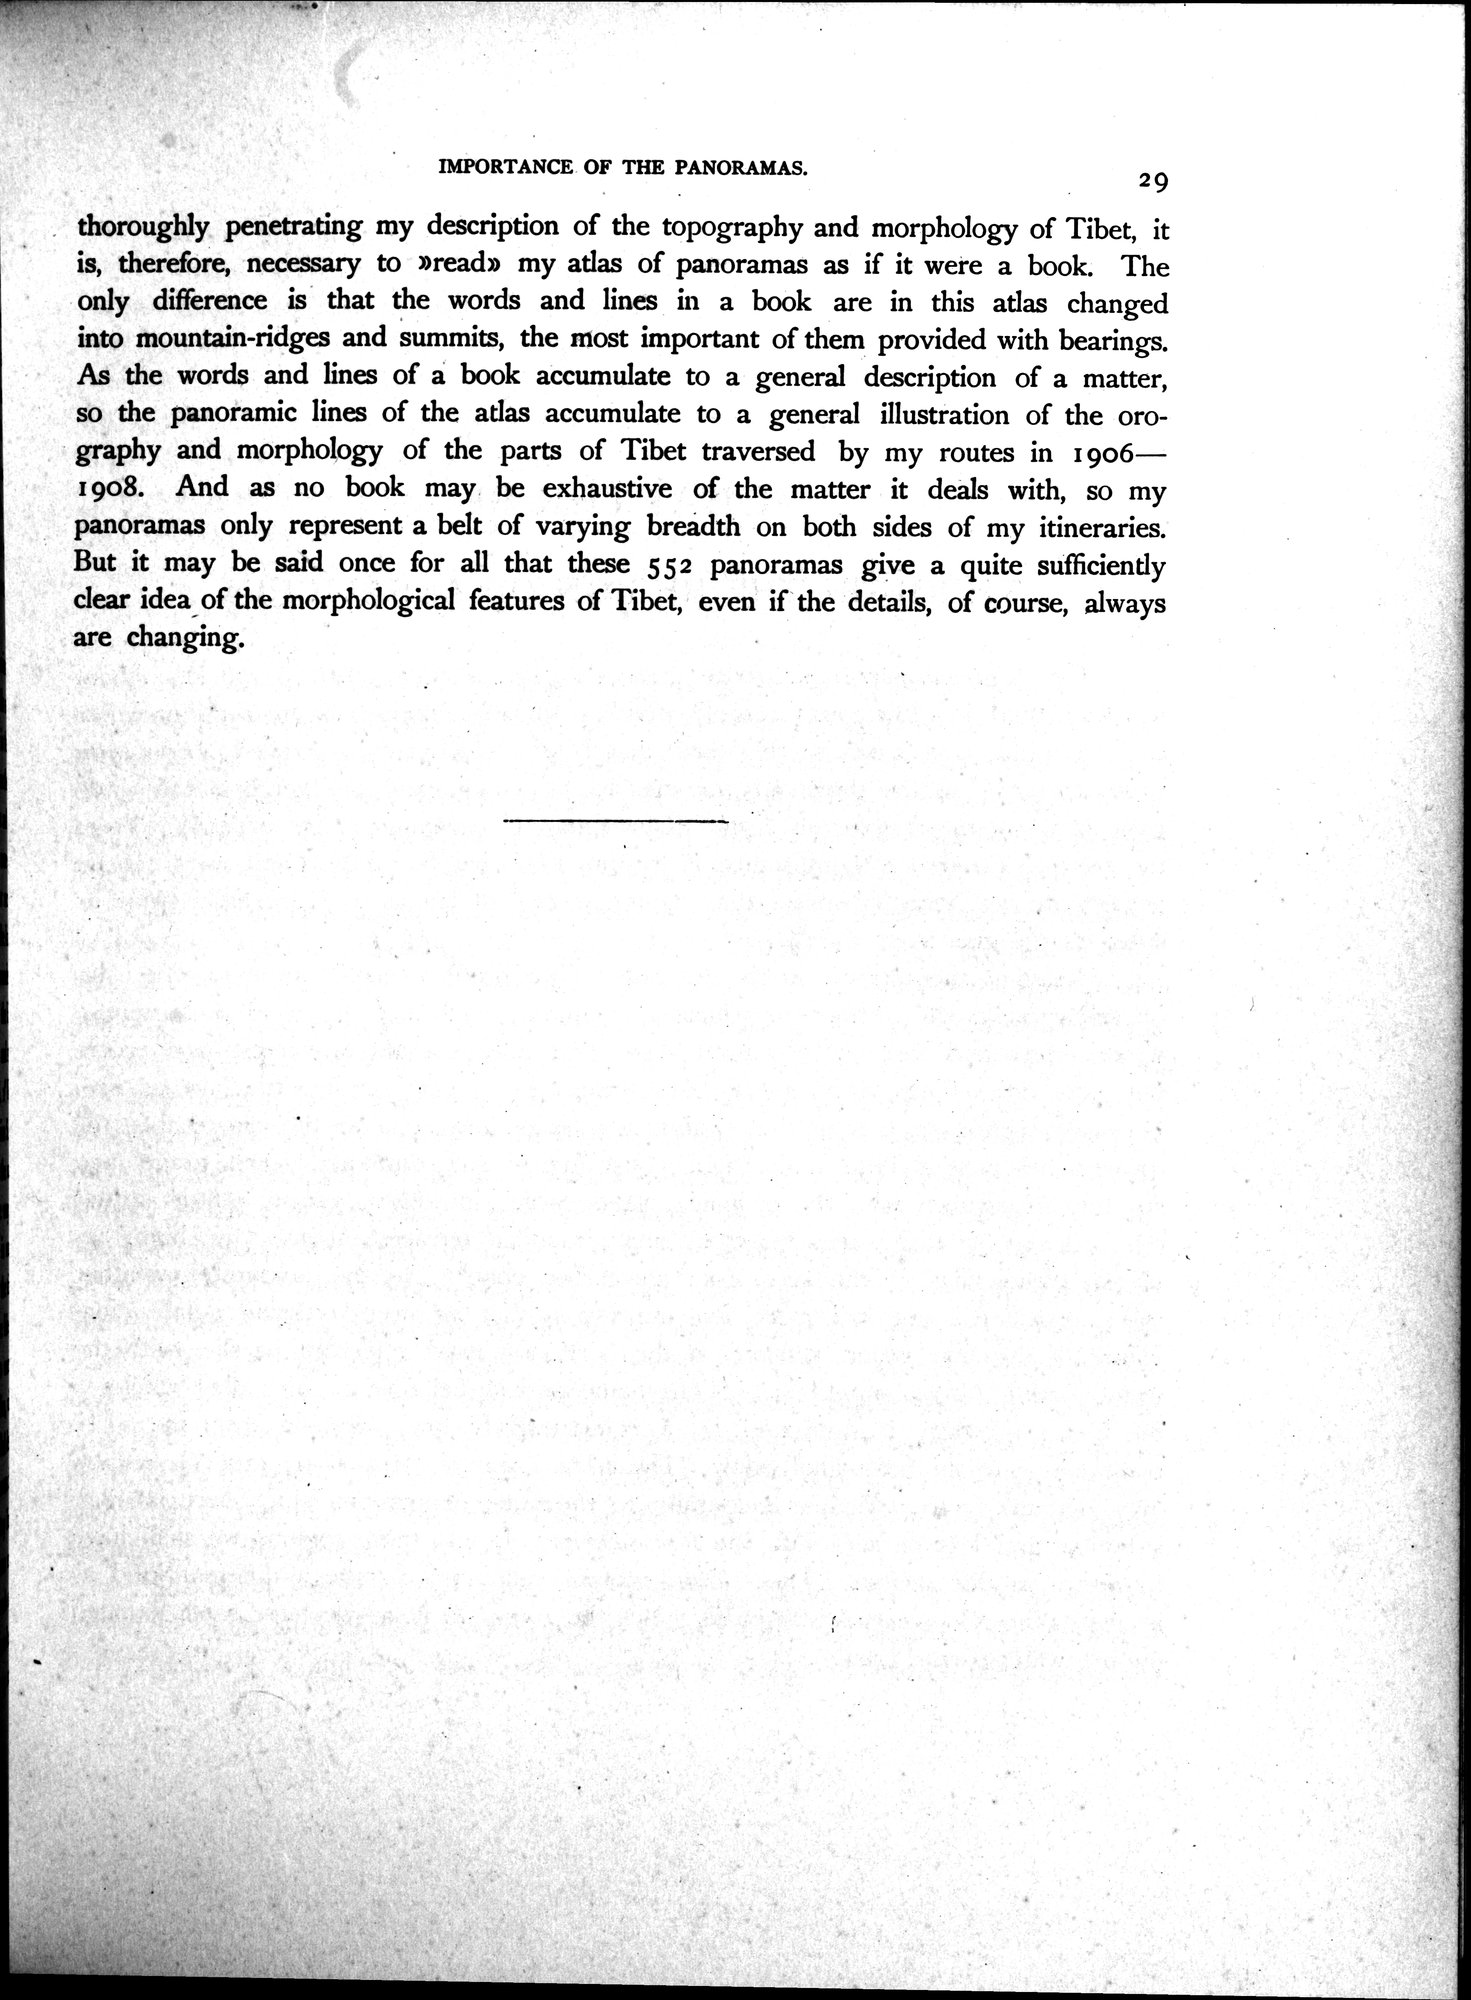 IMPORTANCE OF THE PANORAMAS.
29
thoroughly penetrating my description of the topography and morphology of Tibet, it
is, therefore, necessary to »read» my atlas of panoramas as if it were a book. The
only difference is that the words and lines in a book are in this atlas changed
into mountain-ridges and summits, the most important of them provided with bearings.
As the words and lines of a book accumulate to a general description of a matter,
so the panoramic lines of the atlas accumulate to a general illustration of the oro-
graphy and morphology of the parts of Tibet traversed by my routes in 1906—
1908. And as no book may be exhaustive of the matter it deals with, so my
panoramas only represent a belt of varying breadth on both sides of my itineraries.
But it may be said once for all that these 552 panoramas give a quite sufficiently
clear idea of the morphological features of Tibet, even if the details, of course, always
are changing.